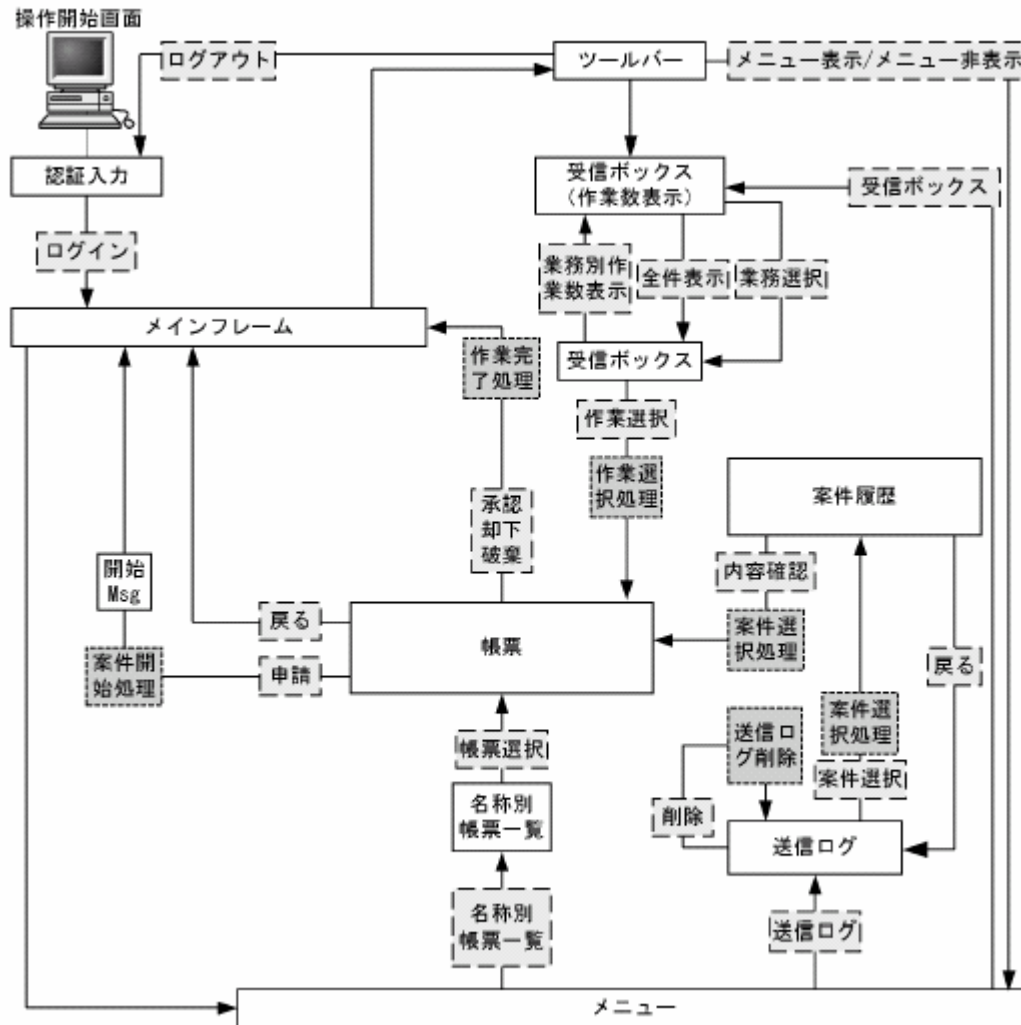 操作開始画面
ログアウト
ツールバー
メニュー表示/メニュー非表示
認証入力
受信ボックス
(作業数表示)
受信ボックス
ログイン
業務別作
業数表示
全件表示
業務選択
メインフレーム
作業完
了処理
受信ボックス
作業選択
作業選
択処理
案件履歴
承認
却下
破棄
開始
Msg
内容確認
戻る
帳票
案件選
択処理
戻る
案件開
始処理
申請
案件選
択処理
送信ロ
グ削除
帳票選択
案件選択
名称別
帳票一覧
削除
送信ログ
名称別
帳票一覧
送信ログ
メニュー